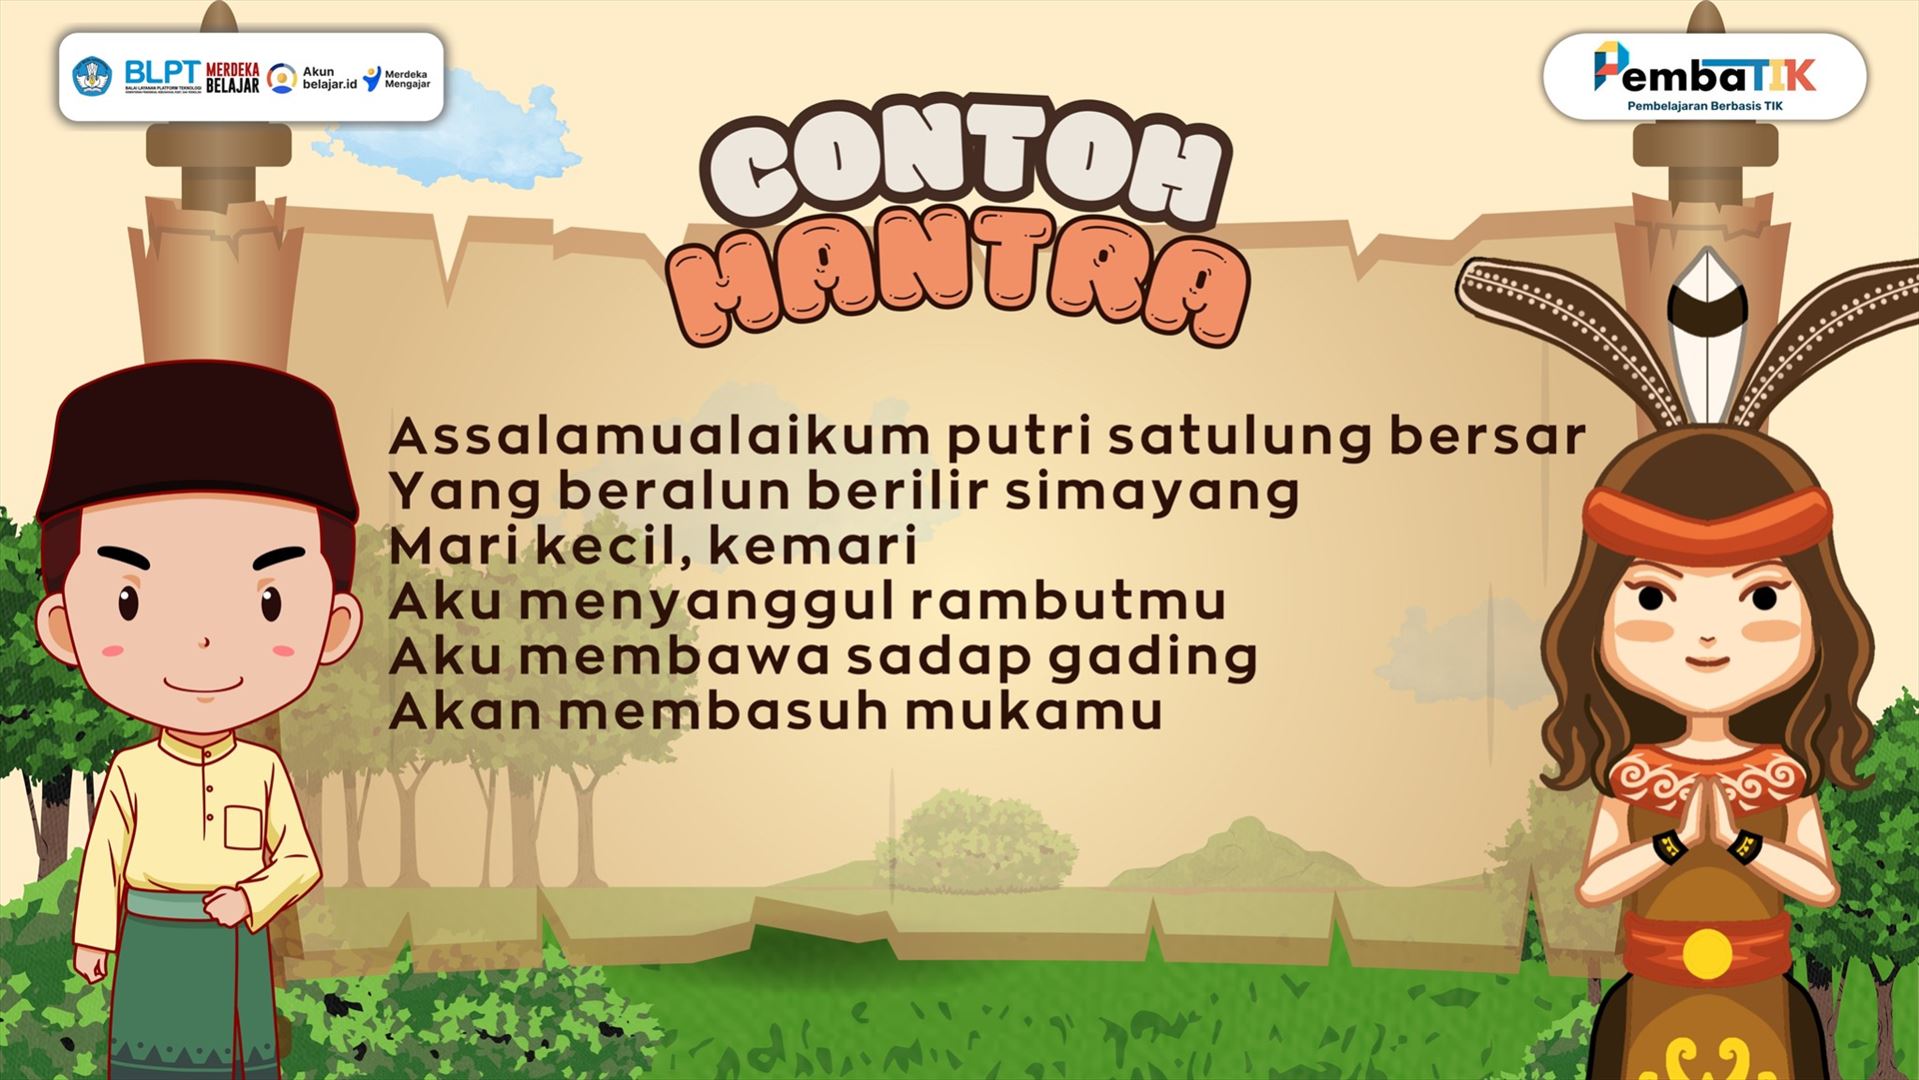 BLPT
BALAI LAYANAN PLATFORM TEKNOLOGI
MERDEKA
BELAJAR
Akun
belajar.id
Merdeka
Mengajar
PembaTIK
Pembelajaran Berbasis TIK
CONTOH
MANTRA
Assalamualaikum putri satulung bersar
Yang beralun berilir simayang
Mari kecil, kemari
Aku menyanggul rambutmu
Aku membawa sadap gading
Akan membasuh mukamu